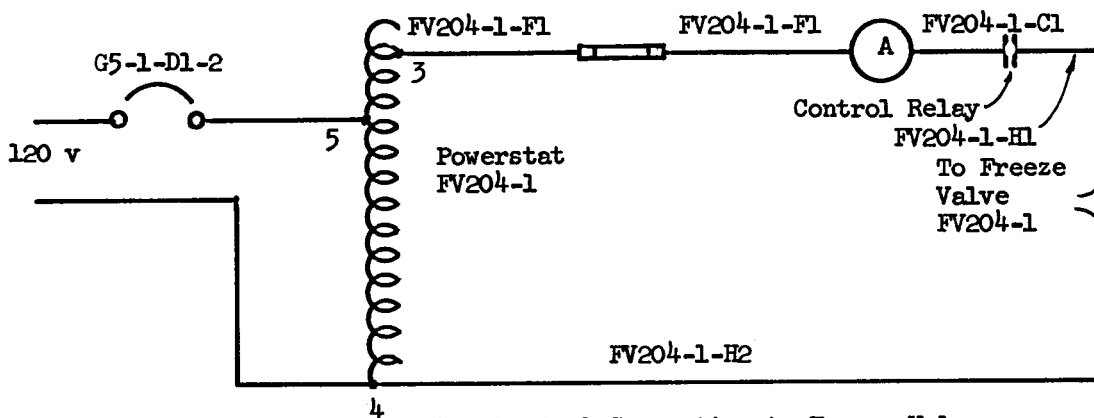 FV204-1-F1
FV204-1-F1
FV204-1-C1
A
3
G5-1-D1-2
Control Relay
5
120 v
FV204-1-H1
Powerstat
FV204-1
To Freeze
Valve
FV204-1
FV204-1-H2
4